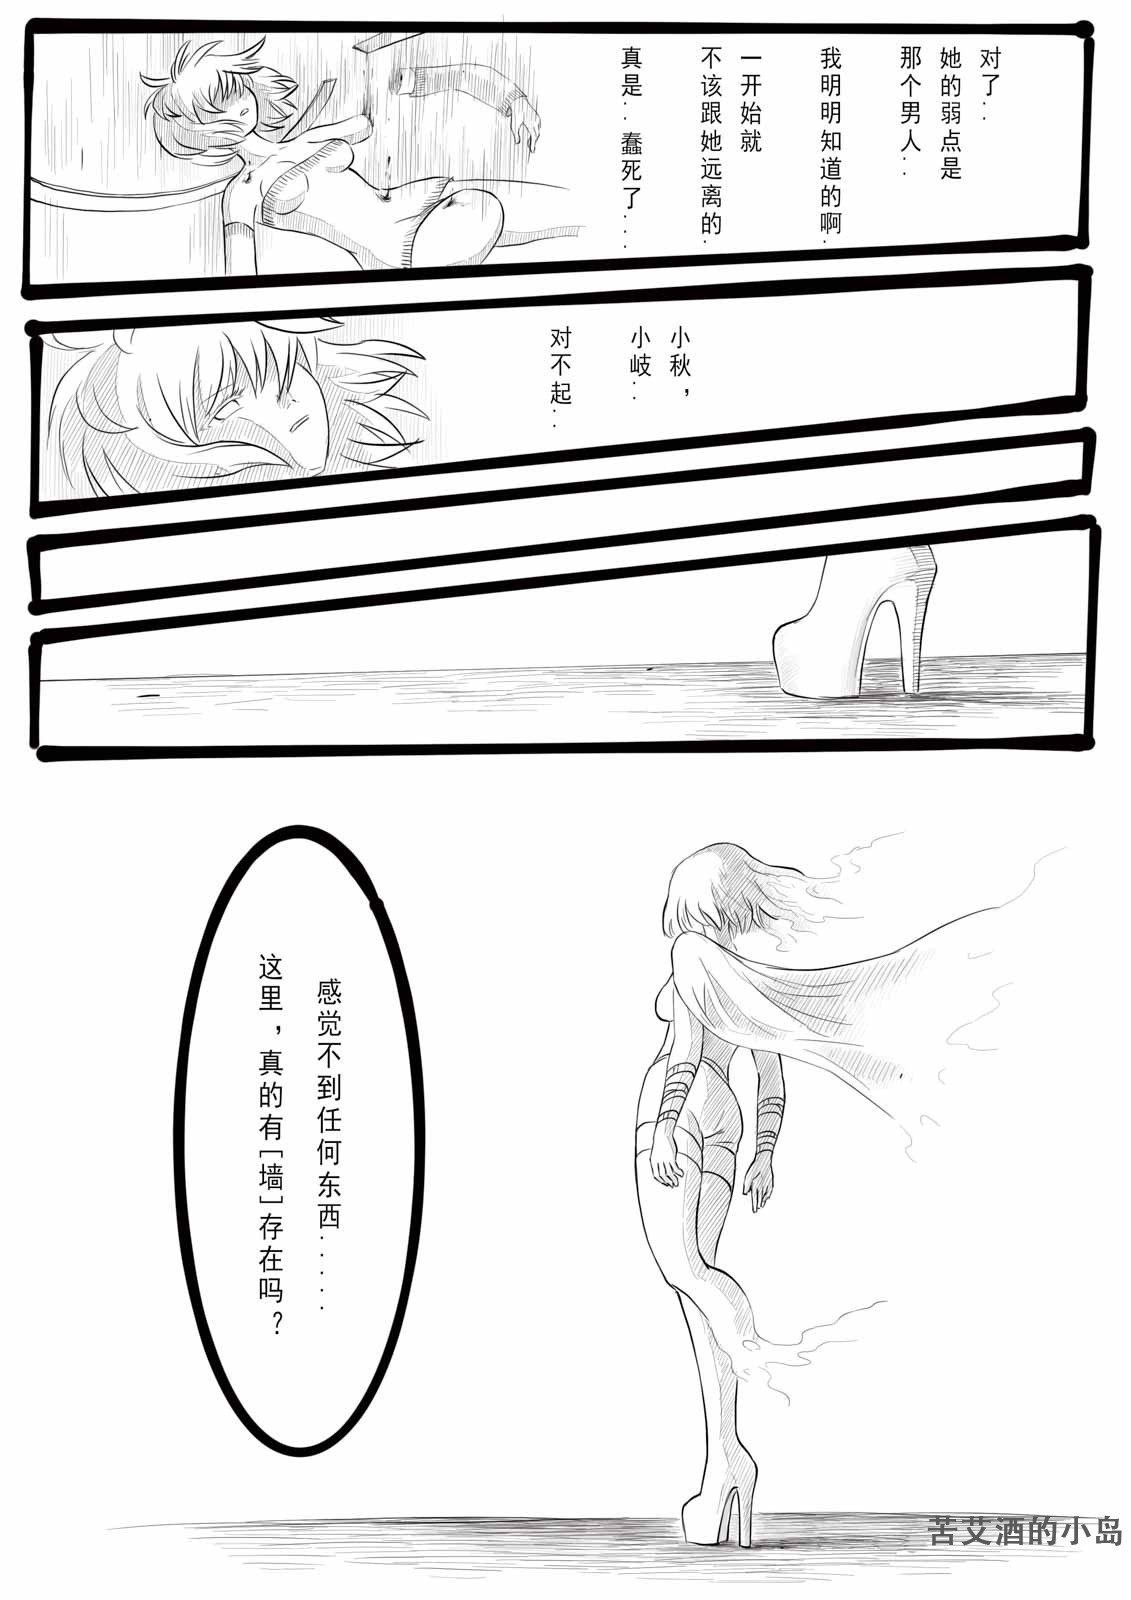 对了..
她的弱点是
那个男人.
我明明知道的啊.
一开始就
不该跟她远离的.
真是..蠢死了....
小秋，
小岐.
对不起..
感觉不到任何东西.....
这里，真的有[墙]存在吗？
苦艾酒的小岛